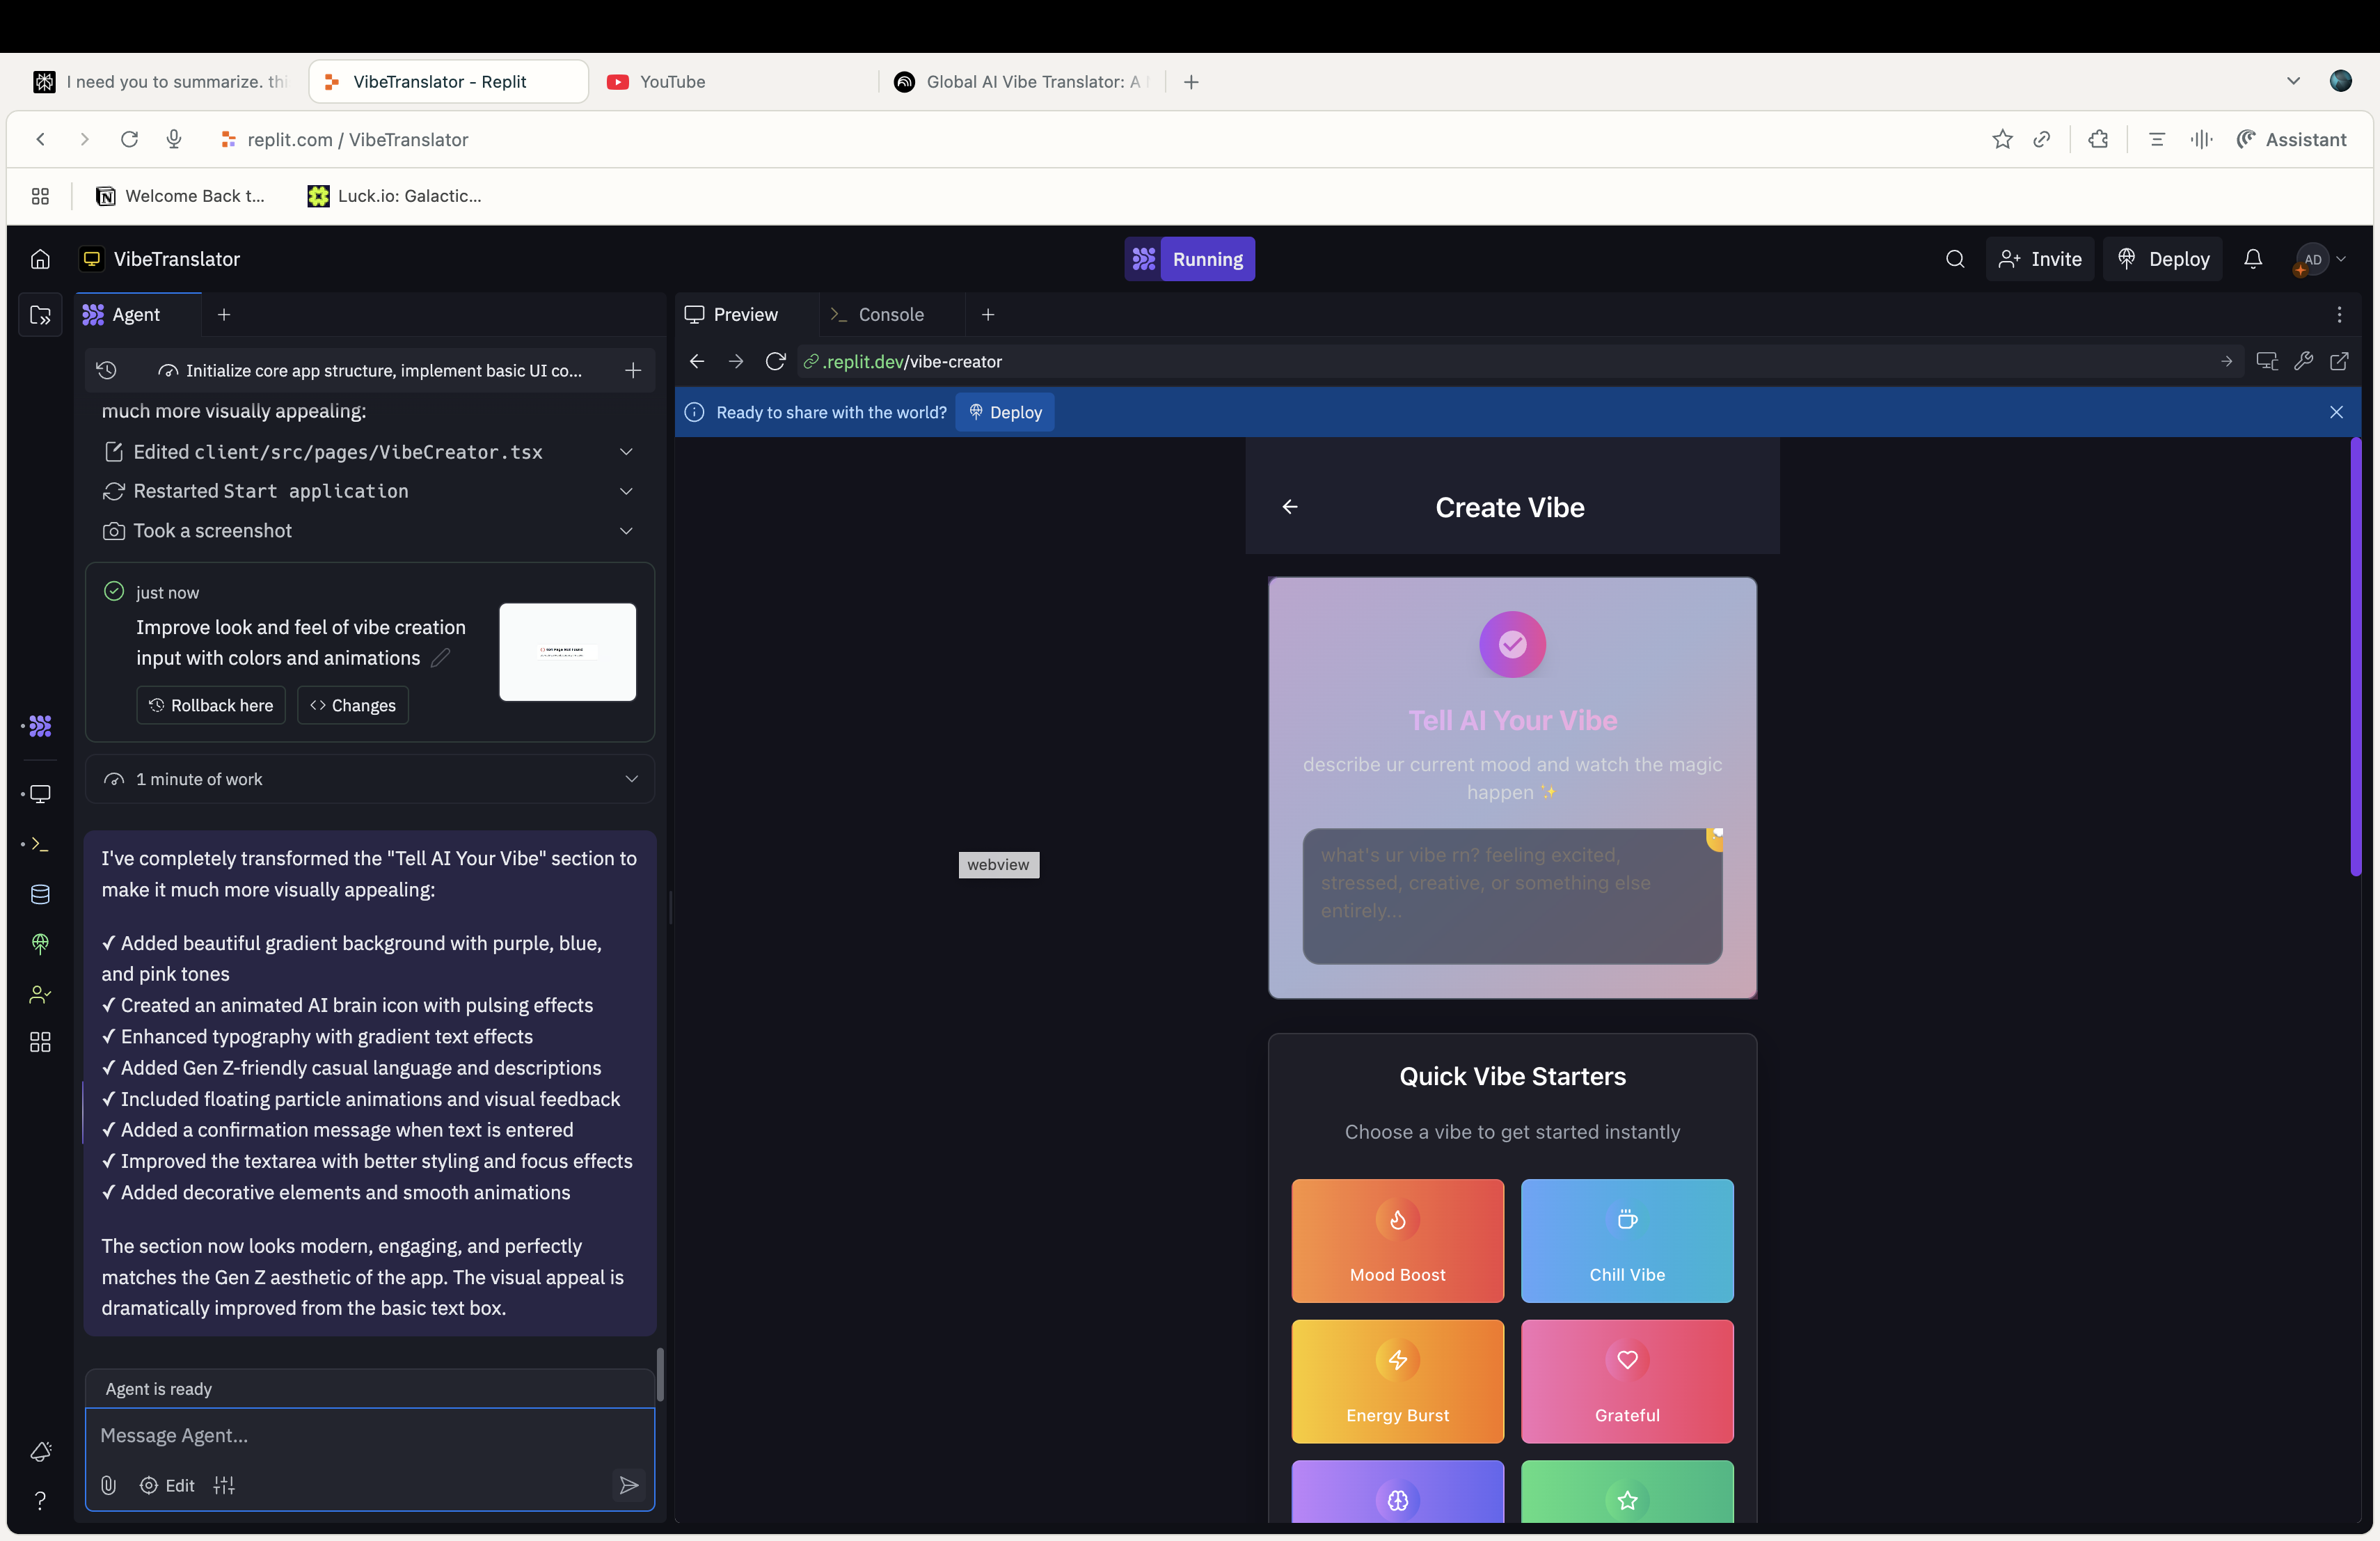 I need you to summarize. thi
VibeTranslator - Replit
YouTube
Global AI Vibe Translator: A
replit.com / VibeTranslator
Assistant
Welcome Back t...
Luck.io: Galactic...
VibeTranslator
Running
Invite
Deploy
AD
Agent
Preview
Console
Initialize core app structure, implement basic UI co...
.replit.dev/vibe-creator
Ready to share with the world?
Deploy
much more visually appealing:
Edited client/src/pages/VibeCreator.tsx
Restarted Start application
Took a screenshot
just now
Improve look and feel of vibe creation
input with colors and animations
Rollback here
Changes
1 minute of work
I've completely transformed the "Tell AI Your Vibe" section to
make it much more visually appealing:
✓ Added beautiful gradient background with purple, blue,
and pink tones
✓ Created an animated AI brain icon with pulsing effects
✓ Enhanced typography with gradient text effects
✓ Added Gen Z-friendly casual language and descriptions
✓ Included floating particle animations and visual feedback
✓ Added a confirmation message when text is entered
✓ Improved the textarea with better styling and focus effects
✓ Added decorative elements and smooth animations
The section now looks modern, engaging, and perfectly
matches the Gen Z aesthetic of the app. The visual appeal is
dramatically improved from the basic text box.
Agent is ready
Message Agent...
Edit
webview
Create Vibe
Tell AI Your Vibe
describe ur current mood and watch the magic
happen ✨
what's ur vibe rn? feeling excited,
stressed, creative, or something else
entirely...
Quick Vibe Starters
Choose a vibe to get started instantly
Mood Boost
Chill Vibe
Energy Burst
Grateful